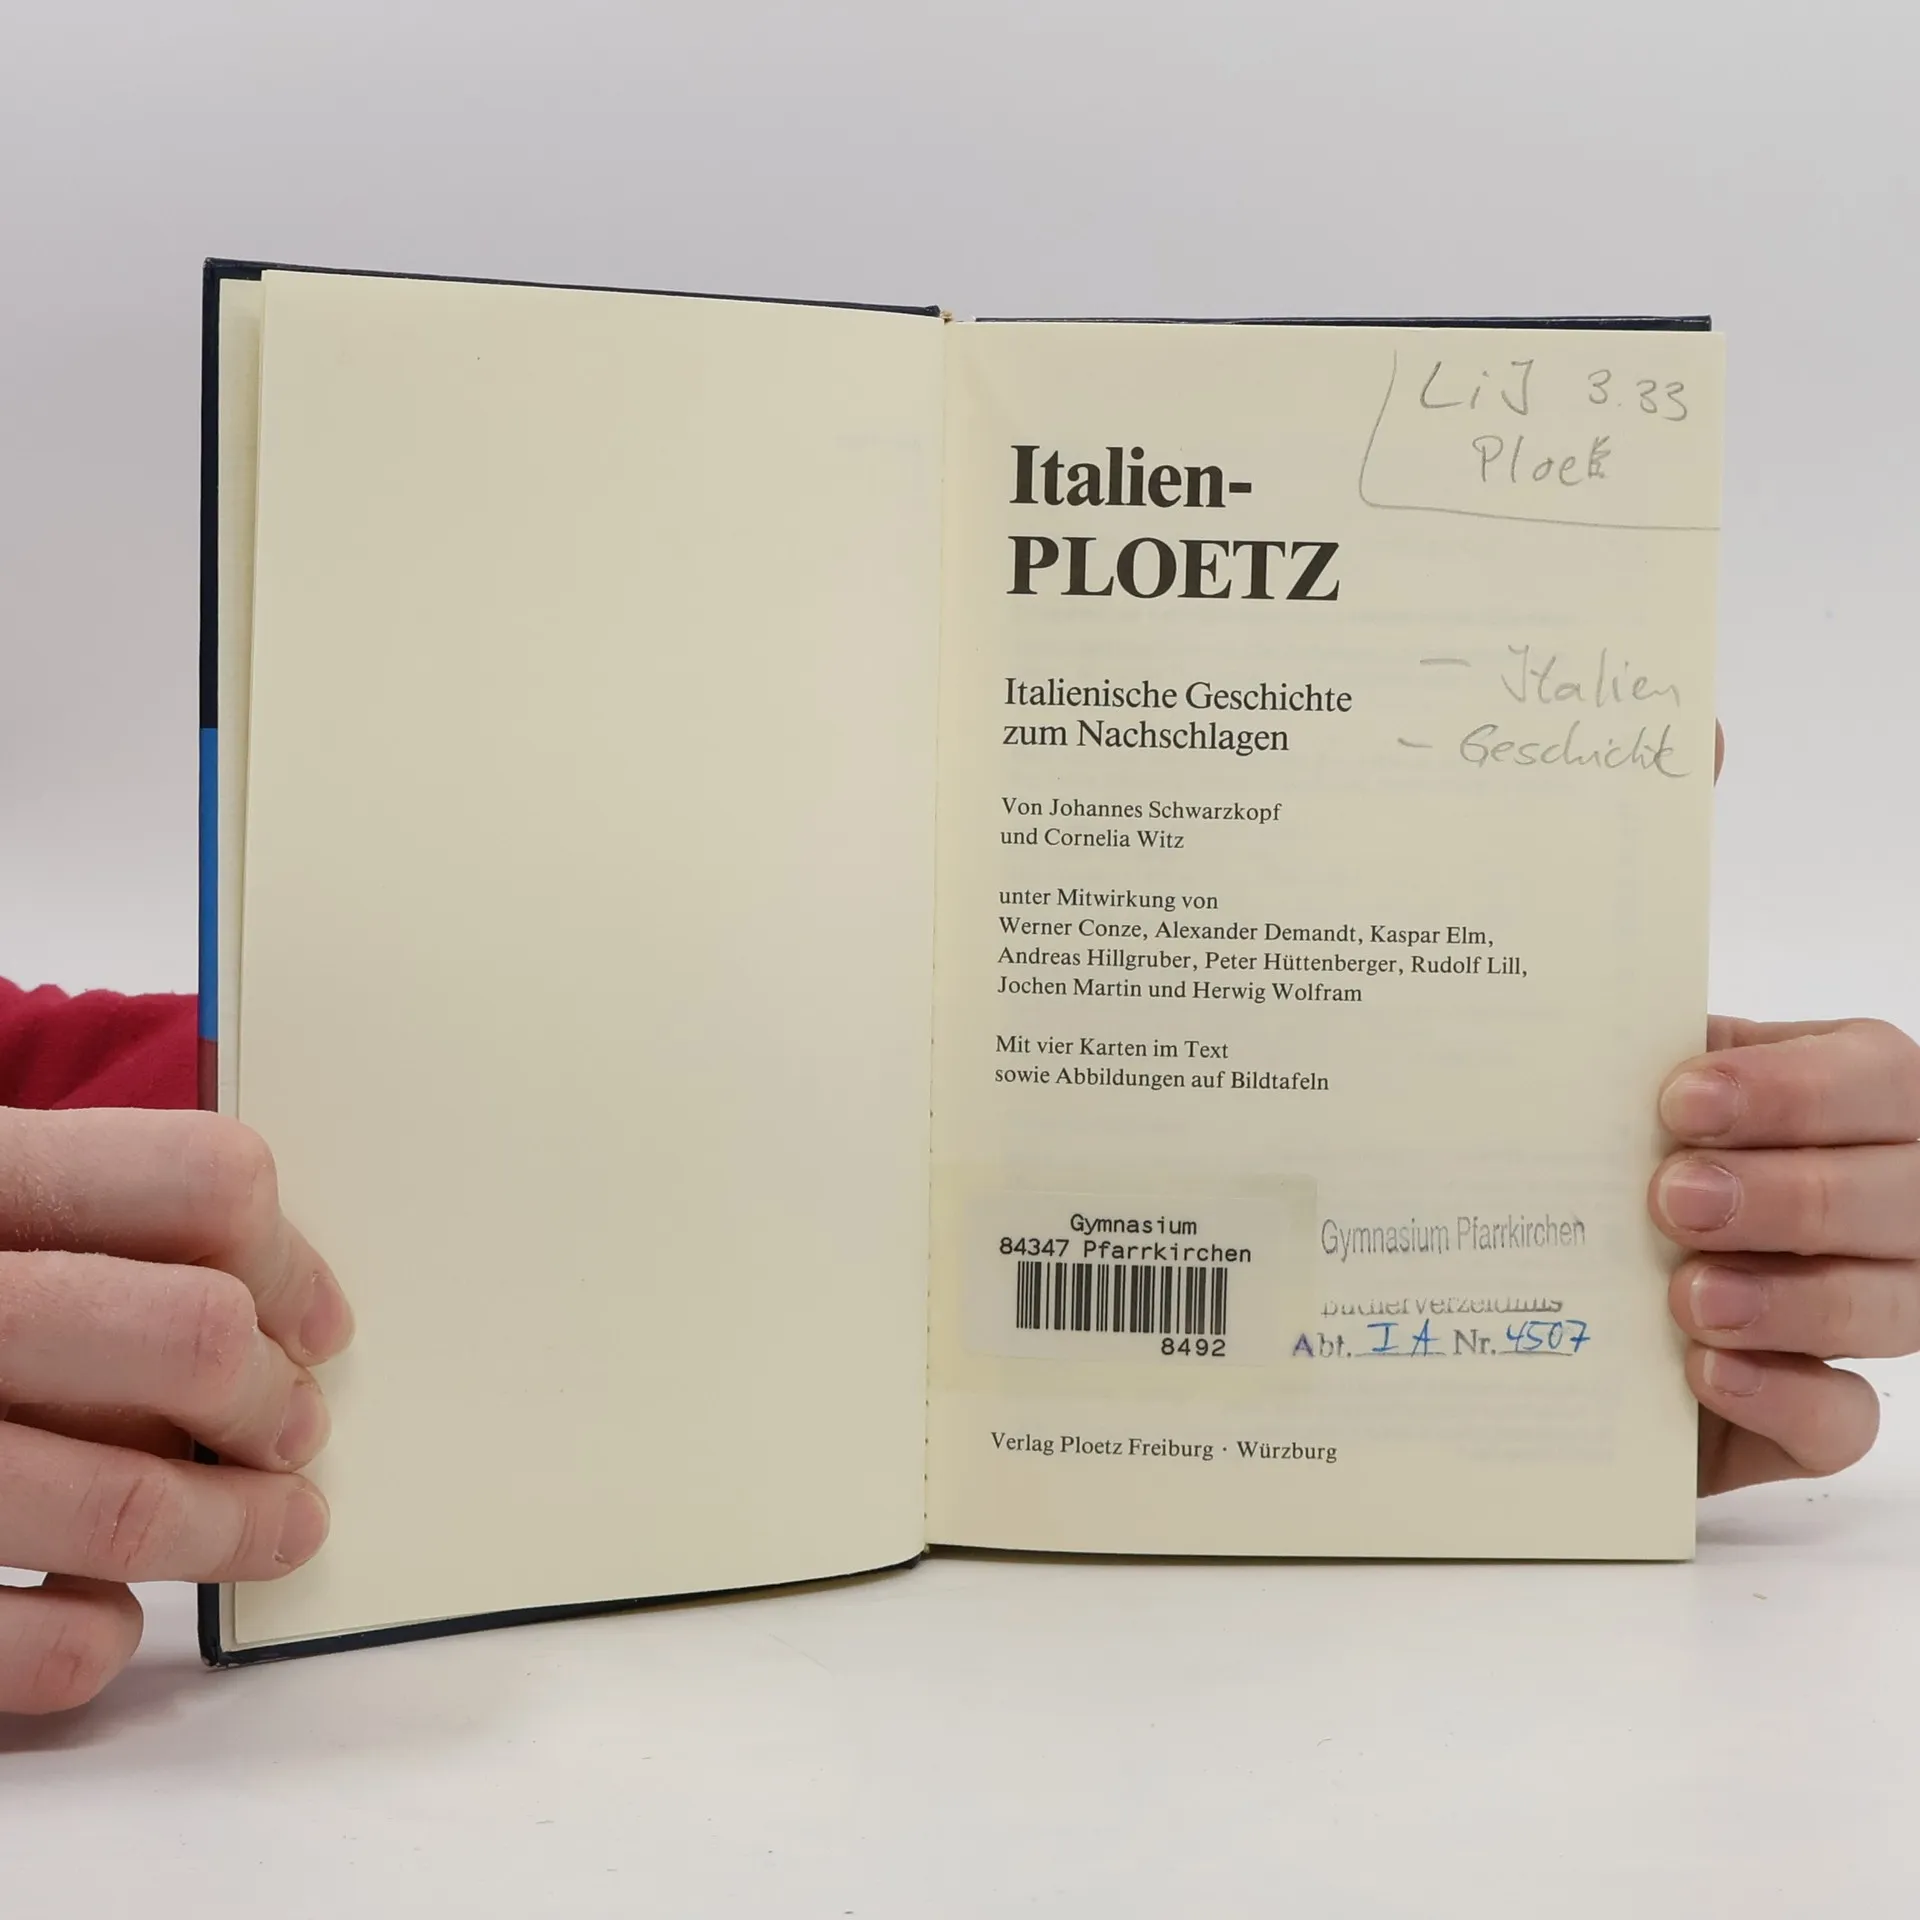 LiJ 3.33
Ploetz
Italien-
PLOETZ
– Italien
– Geschichte
Italienische Geschichte
zum Nachschlagen
Von Johannes Schwarzkopf
und Cornelia Witz
unter Mitwirkung von
Werner Conze, Alexander Demandt, Kaspar Elm,
Andreas Hillgruber, Peter Hüttenberger, Rudolf Lill,
Jochen Martin und Herwig Wolfram
Mit vier Karten im Text
sowie Abbildungen auf Bildtafeln
Gymnasium
84347 Pfarrkirchen
8492
Gymnasium Pfarrkirchen
Bücherverzeichnis
Abt. I A Nr. 4507
Verlag Ploetz Freiburg · Würzburg